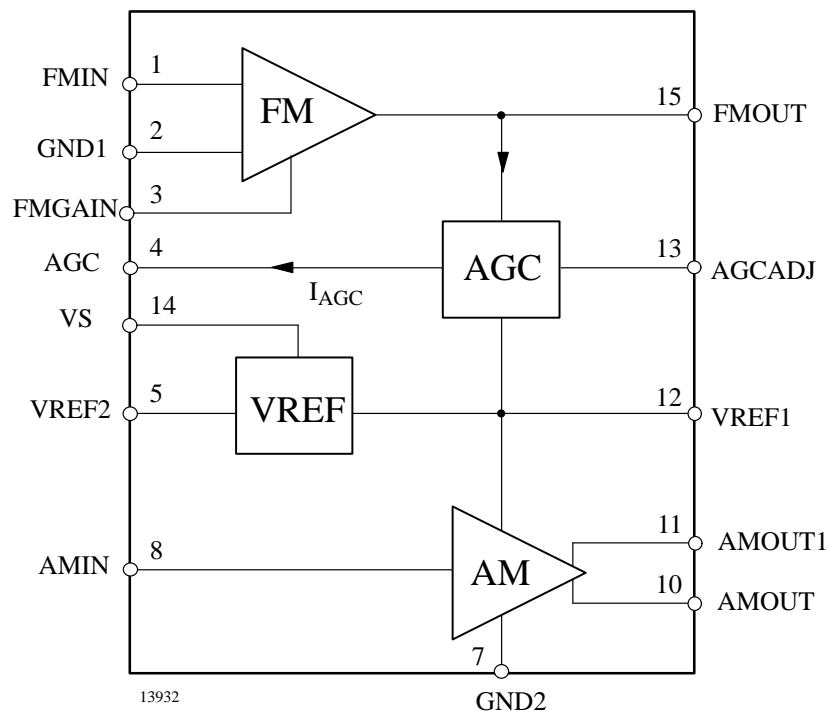 1
FMIN
FM
15
FMOUT
2
GND1
3
FMGAIN
4
AGC
AGC
13
AGCADJ
I_AGC
14
VS
5
VREF2
VREF
12
VREF1
11
AMOUT1
8
AMIN
AM
10
AMOUT
7
13932
GND2